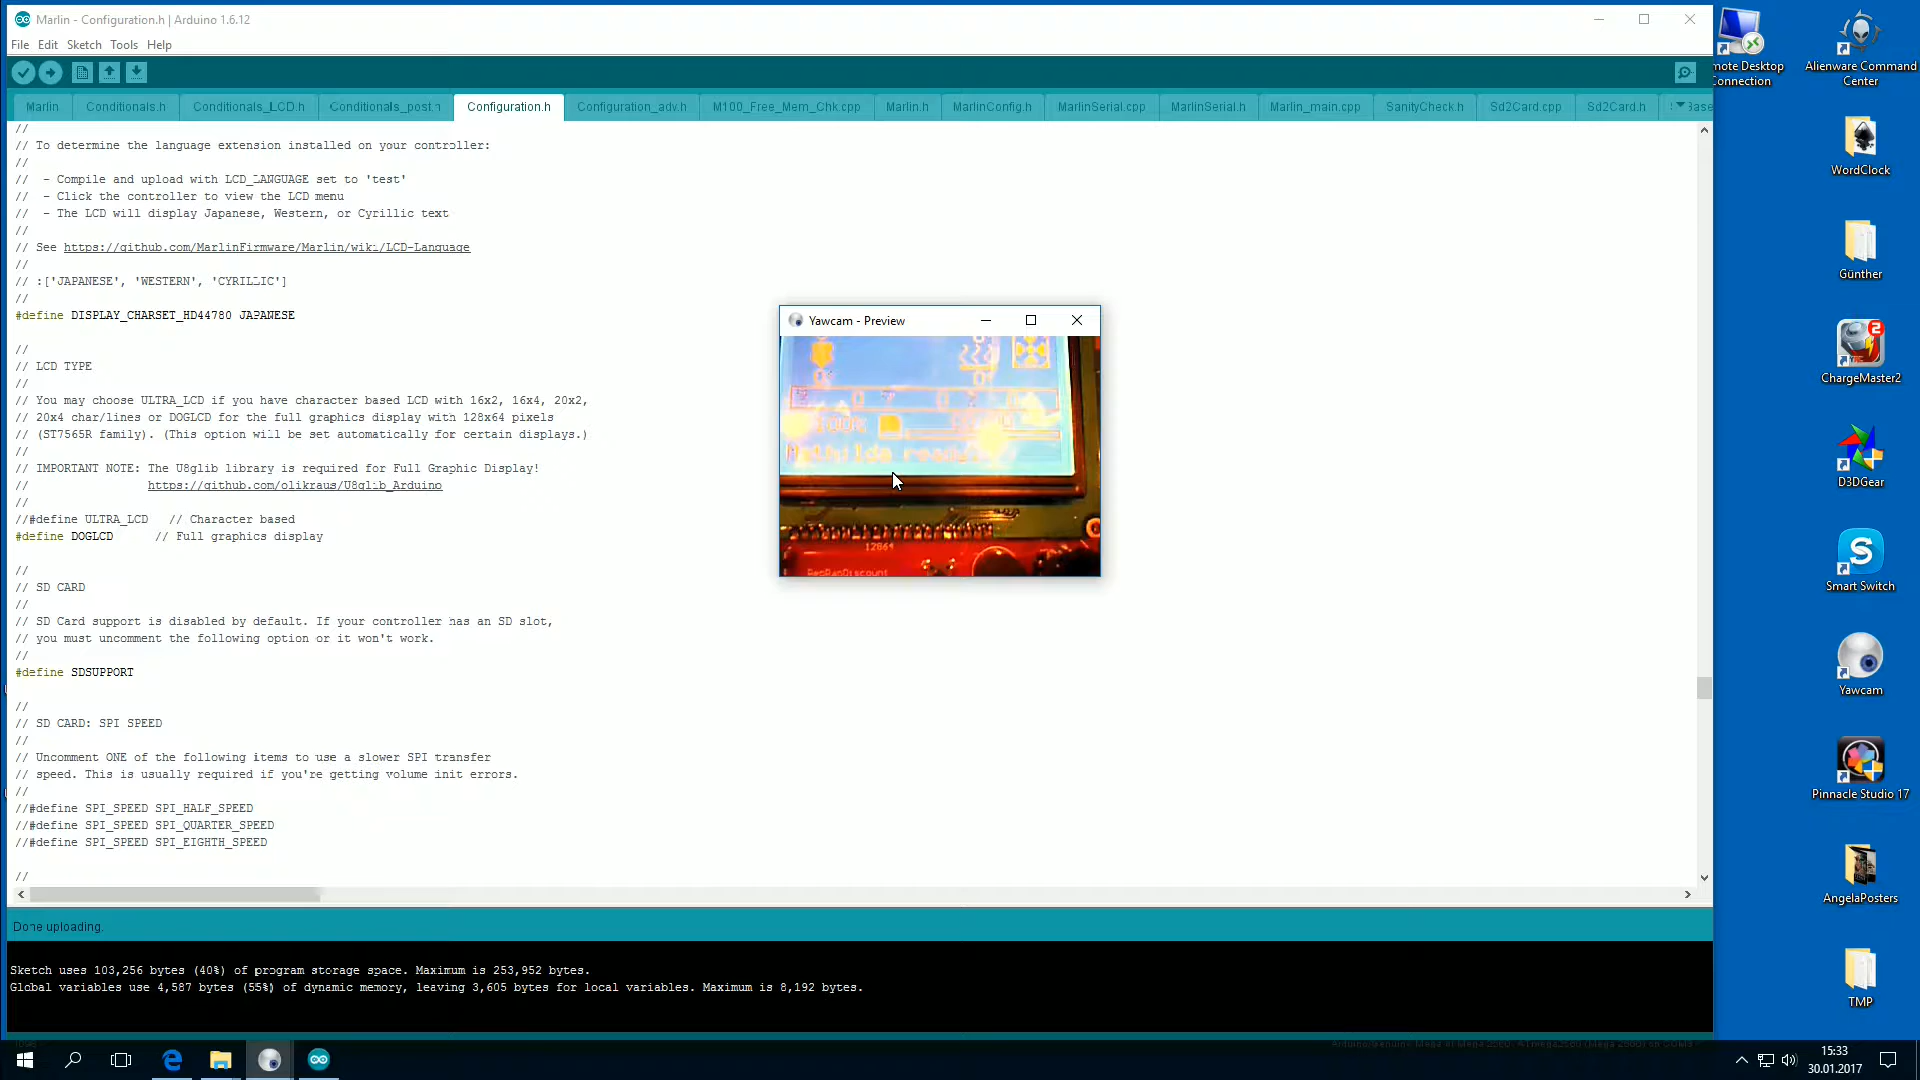 Marlin - Configuration.h | Arduino 1.6.12
File Edit Sketch Tools Help
Marlin Conditionals.h Conditionals_LCD.h Conditionals_post.h Configuration.h Configuration_adv.h M100_Free_Mem_Chk.cpp Marlin.h MarlinConfig.h MarlinSerial.cpp MarlinSerial.h Marlin_main.cpp SanityCheck.h Sd2Card.cpp Sd2Card.h
//
// To determine the language extension installed on your controller:
//
//  - Compile and upload with LCD_LANGUAGE set to 'test'
//  - Click the controller to view the LCD menu
//  - The LCD will display Japanese, Western, or Cyrillic text
//
// See https://github.com/MarlinFirmware/Marlin/wiki/LCD-Language
//
// :['JAPANESE', 'WESTERN', 'CYRILLIC']
//
#define DISPLAY_CHARSET_HD44780 JAPANESE
//
// LCD TYPE
//
// You may choose ULTRA_LCD if you have character based LCD with 16x2, 16x4, 20x2,
// 20x4 char/lines or DOGLCD for the full graphics display with 128x64 pixels
// (ST7565R family). (This option will be set automatically for certain displays.)
//
// IMPORTANT NOTE: The U8glib library is required for Full Graphic Display!
//                 https://github.com/olikraus/U8glib_Arduino
//
//#define ULTRA_LCD   // Character based
#define DOGLCD      // Full graphics display
//
// SD CARD
//
// SD Card support is disabled by default. If your controller has an SD slot,
// you must uncomment the following option or it won't work.
//
#define SDSUPPORT
//
// SD CARD: SPI SPEED
//
// Uncomment ONE of the following items to use a slower SPI transfer
// speed. This is usually required if you're getting volume init errors.
//
//#define SPI_SPEED SPI_HALF_SPEED
//#define SPI_SPEED SPI_QUARTER_SPEED
//#define SPI_SPEED SPI_EIGHTH_SPEED
//
Yawcam - Preview
100%
ready.
12864
RepRapDiscount
Done uploading.
Sketch uses 103,256 bytes (40%) of program storage space. Maximum is 253,952 bytes.
Global variables use 4,587 bytes (55%) of dynamic memory, leaving 3,605 bytes for local variables. Maximum is 8,192 bytes.
mote Desktop
Connection
Alienware Command
Center
WordClock
Günther
2
ChargeMaster2
D3DGear
Smart Switch
Yawcam
Pinnacle Studio 17
AngelaPosters
TMP
15:33
30.01.2017